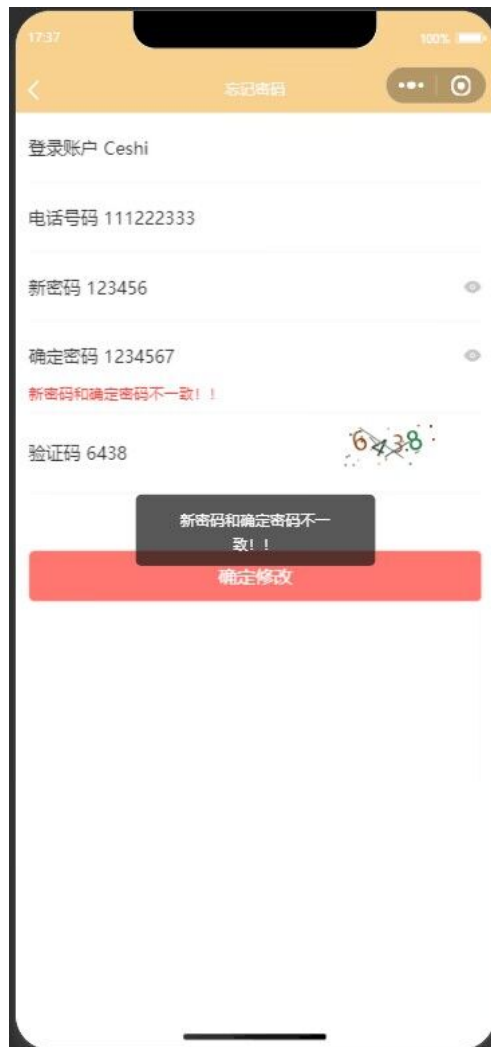 17:37
100%
忘记密码
登录账户 Ceshi
电话号码 111222333
新密码 123456
确定密码 1234567
新密码和确定密码不一致！！
验证码 6438
6438
新密码和确定密码不一
致！！
确定修改